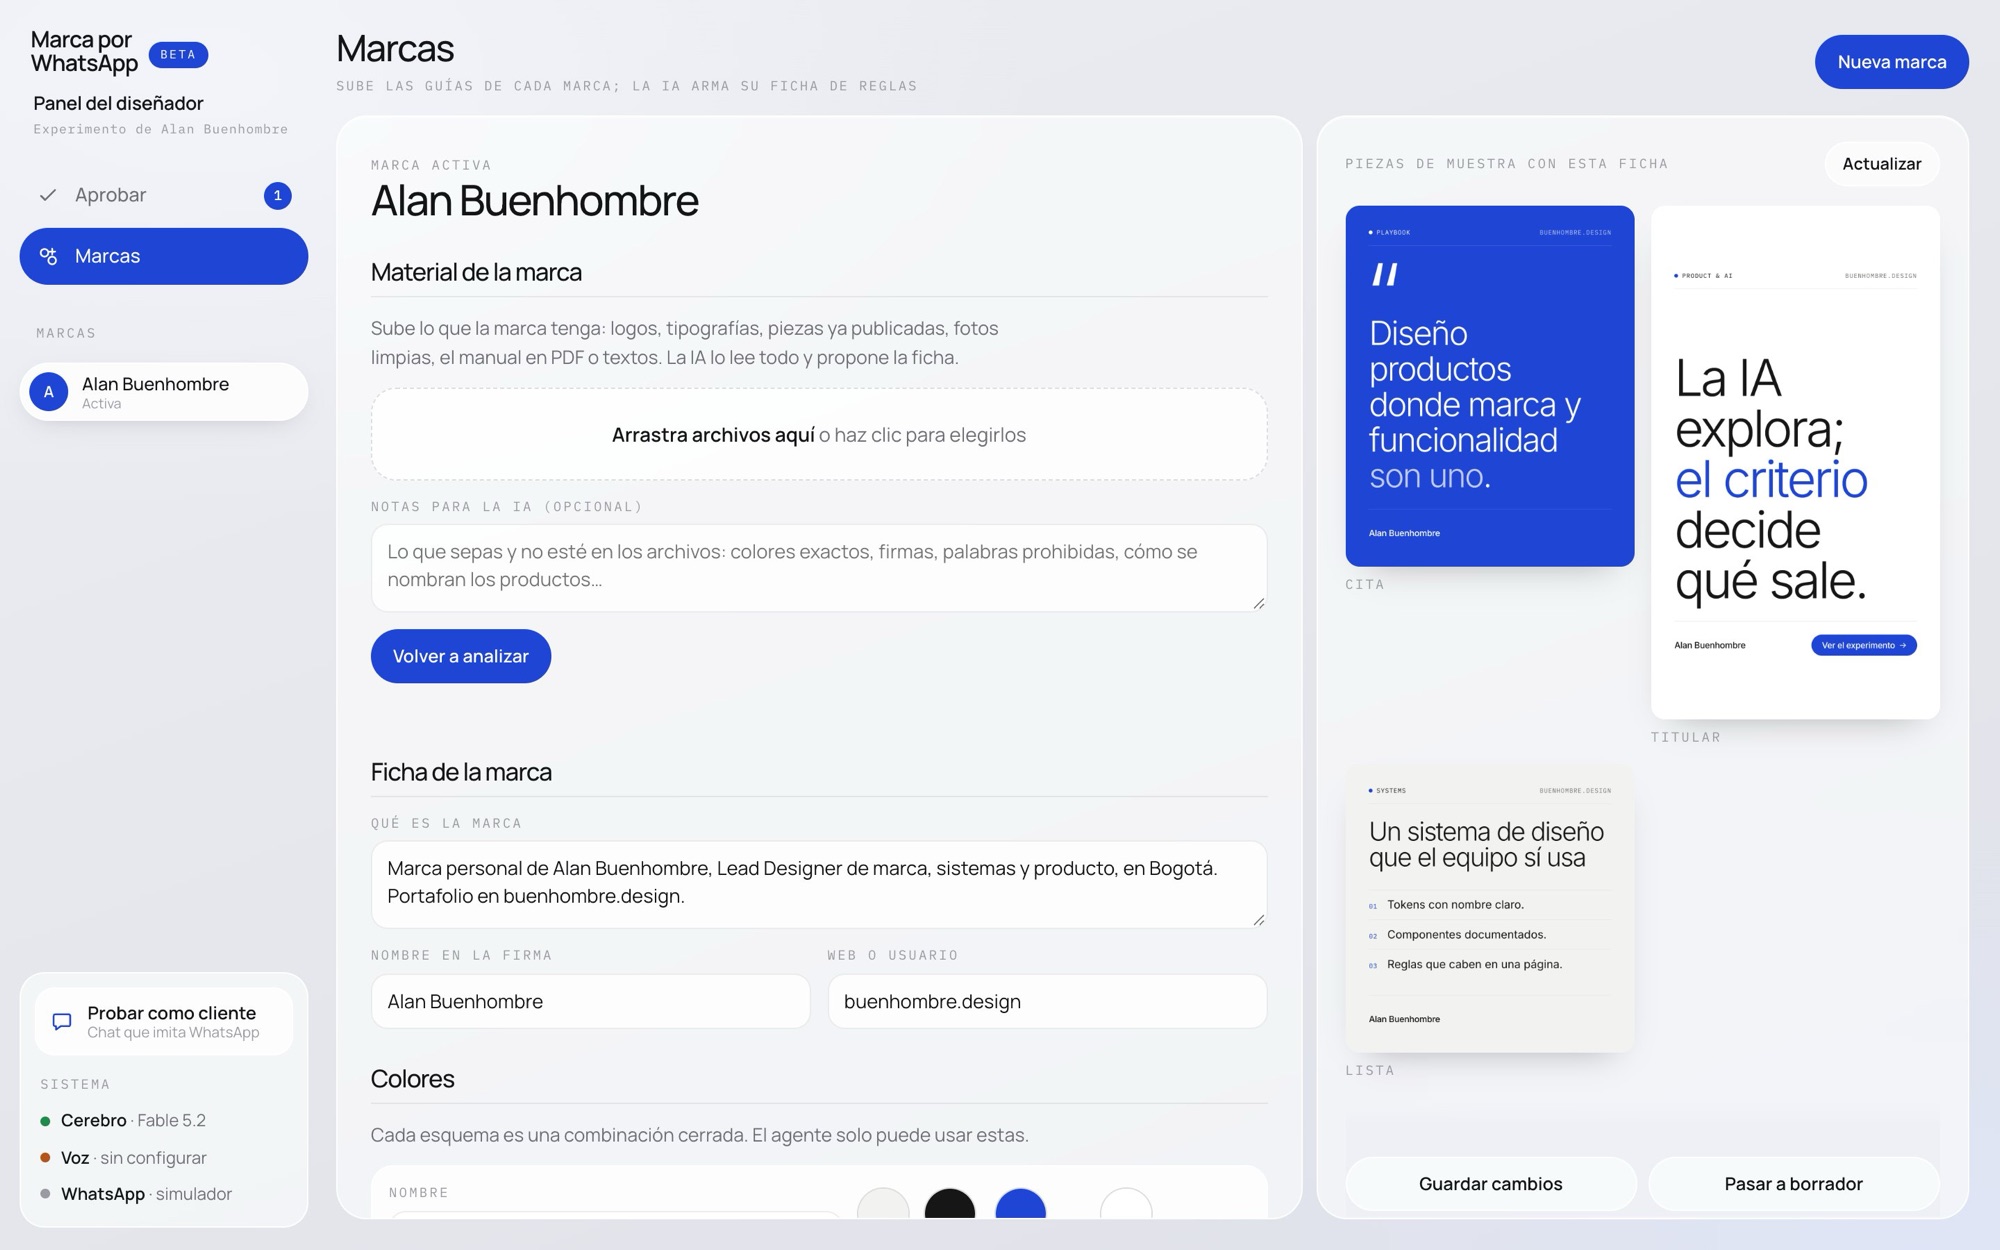 Marca por
WhatsApp
BETA
Panel del diseñador
Experimento de Alan Buenhombre
Aprobar
1
Marcas
MARCAS
A
Alan Buenhombre
Activa
Probar como cliente
Chat que imita WhatsApp
SISTEMA
Cerebro · Fable 5.2
Voz · sin configurar
WhatsApp · simulador
Marcas
SUBE LAS GUÍAS DE CADA MARCA; LA IA ARMA SU FICHA DE REGLAS
Nueva marca
MARCA ACTIVA
Alan Buenhombre
Material de la marca
Sube lo que la marca tenga: logos, tipografías, piezas ya publicadas, fotos
limpias, el manual en PDF o textos. La IA lo lee todo y propone la ficha.
Arrastra archivos aquí o haz clic para elegirlos
NOTAS PARA LA IA (OPCIONAL)
Lo que sepas y no esté en los archivos: colores exactos, firmas, palabras prohibidas, cómo se
nombran los productos…
Volver a analizar
Ficha de la marca
QUÉ ES LA MARCA
Marca personal de Alan Buenhombre, Lead Designer de marca, sistemas y producto, en Bogotá.
Portafolio en buenhombre.design.
NOMBRE EN LA FIRMA
Alan Buenhombre
WEB O USUARIO
buenhombre.design
Colores
Cada esquema es una combinación cerrada. El agente solo puede usar estas.
NOMBRE
PIEZAS DE MUESTRA CON ESTA FICHA
Actualizar
PLAYBOOK
BUENHOMBRE.DESIGN
"
Diseño
productos
donde marca y
funcionalidad
son uno.
Alan Buenhombre
CITA
PRODUCT & AI
BUENHOMBRE.DESIGN
La IA
explora;
el criterio
decide
qué sale.
Alan Buenhombre
Ver el experimento →
TITULAR
SYSTEMS
BUENHOMBRE.DESIGN
Un sistema de diseño
que el equipo sí usa
01 Tokens con nombre claro.
02 Componentes documentados.
03 Reglas que caben en una página.
Alan Buenhombre
LISTA
Guardar cambios
Pasar a borrador